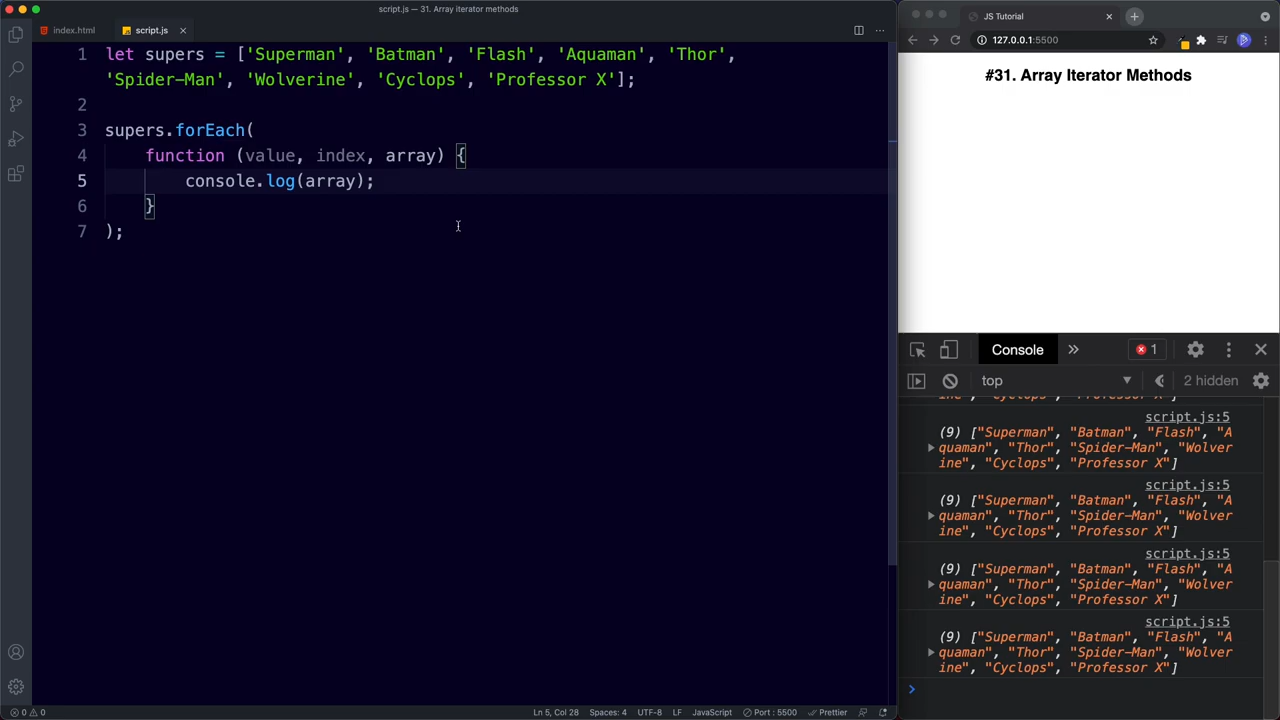 script.js — 31. Array iterator methods
index.html
script.js
1 let supers = ['Superman', 'Batman', 'Flash', 'Aquaman', 'Thor',
'Spider-Man', 'Wolverine', 'Cyclops', 'Professor X'];
2
3 supers.forEach(
4 function (value, index, array) {
5 console.log(array);
6 }
7 );
Ln 5, Col 28 Spaces: 4 UTF-8 LF JavaScript Port : 5500 Prettier
0 0
JS Tutorial
127.0.0.1:5500
#31. Array Iterator Methods
Console » 1
top 2 hidden
ine", "Cyclops", "Professor X"]
script.js:5
(9) ["Superman", "Batman", "Flash", "A
quaman", "Thor", "Spider-Man", "Wolver
ine", "Cyclops", "Professor X"]
script.js:5
(9) ["Superman", "Batman", "Flash", "A
quaman", "Thor", "Spider-Man", "Wolver
ine", "Cyclops", "Professor X"]
script.js:5
(9) ["Superman", "Batman", "Flash", "A
quaman", "Thor", "Spider-Man", "Wolver
ine", "Cyclops", "Professor X"]
script.js:5
(9) ["Superman", "Batman", "Flash", "A
quaman", "Thor", "Spider-Man", "Wolver
ine", "Cyclops", "Professor X"]
>